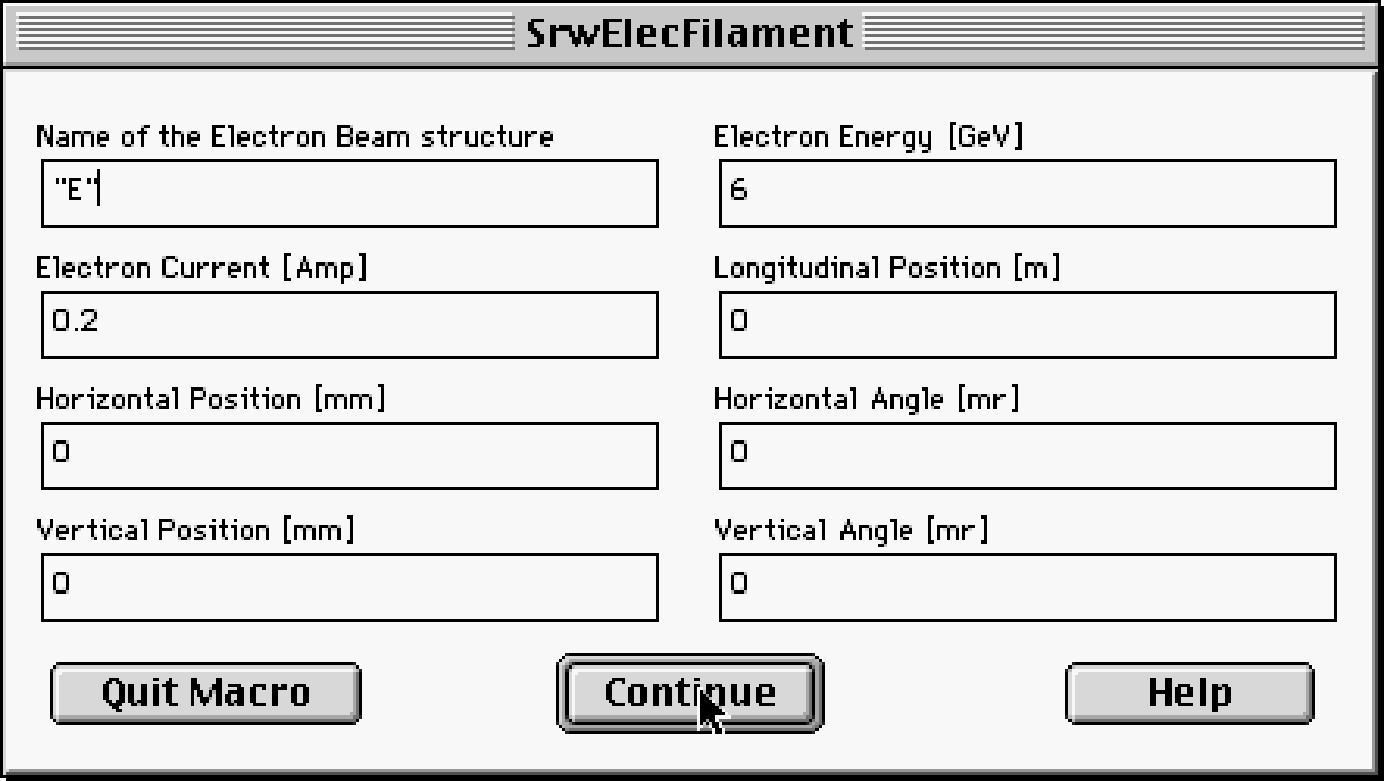 SrwElecFilament
Name of the Electron Beam structure
Electron Energy [GeV]
"E"
6
Electron Current [Amp]
Longitudinal Position [m]
0.2
0
Horizontal Position [mm]
Horizontal Angle [mr]
0
0
Vertical Position [mm]
Vertical Angle [mr]
0
0
Quit Macro
Continue
Help